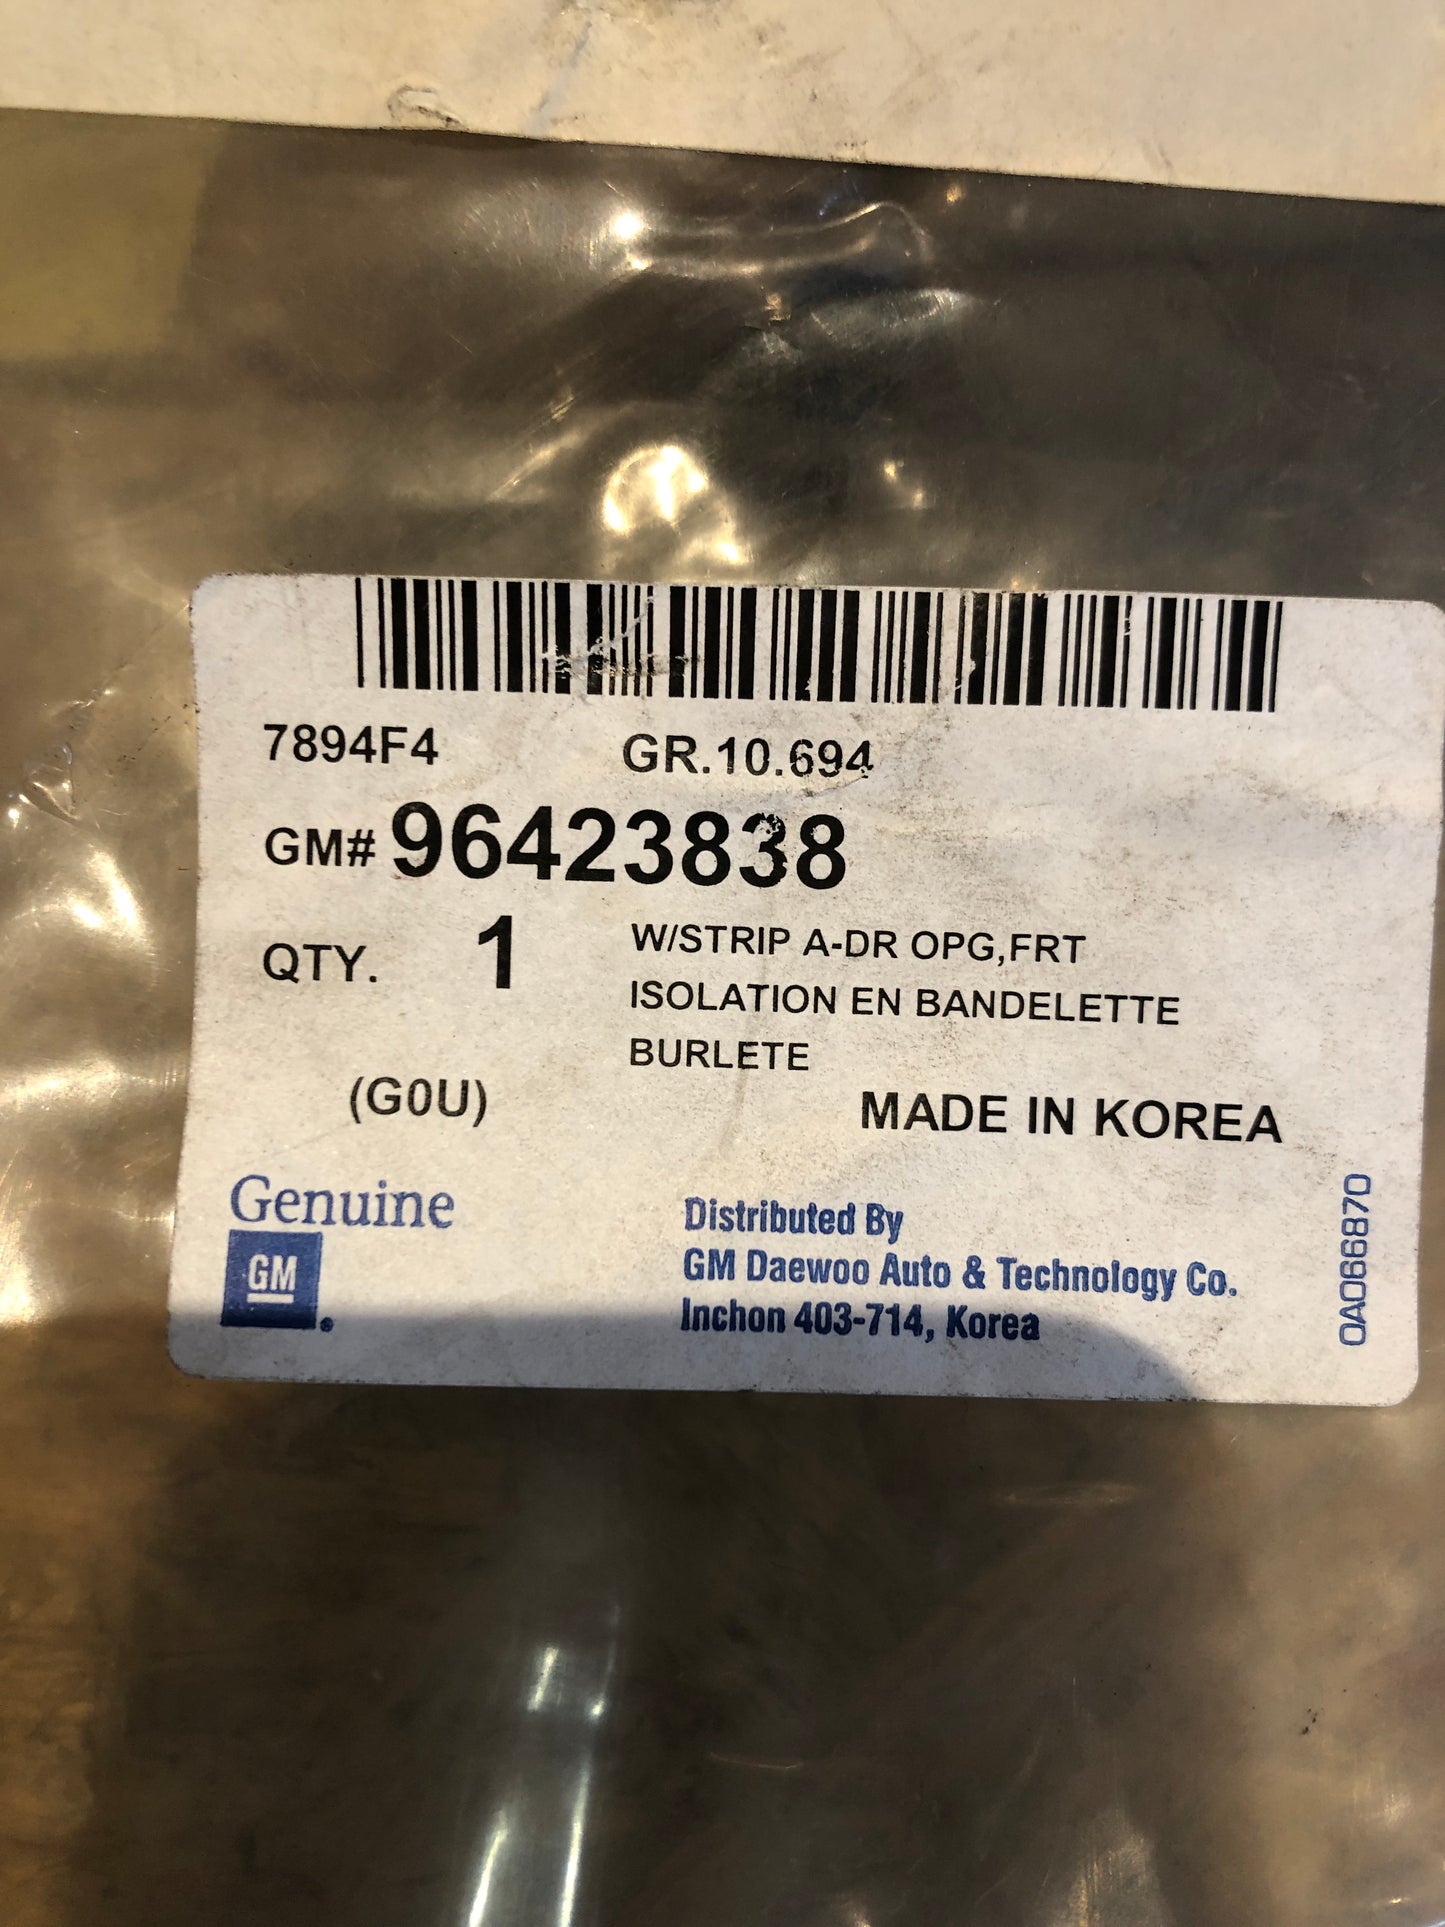 7894F4 GR.10.694
GM# 96423838
QTY. 1
W/STRIP A-DR OPG,FRT
ISOLATION EN BANDELETTE
BURLETE
(G0U)
MADE IN KOREA
Genuine
GM
Distributed By
GM Daewoo Auto & Technology Co.
Inchon 403-714, Korea
0A066870